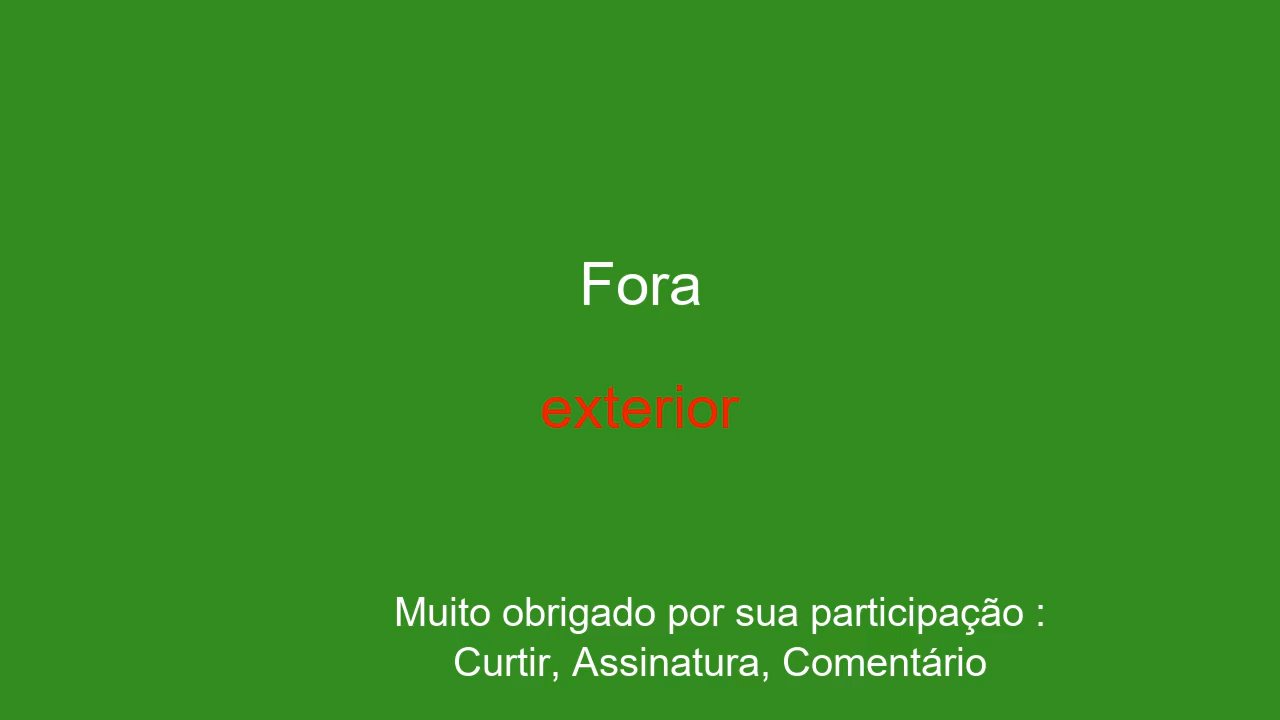 Fora
exterior
Muito obrigado por sua participação :
Curtir, Assinatura, Comentário